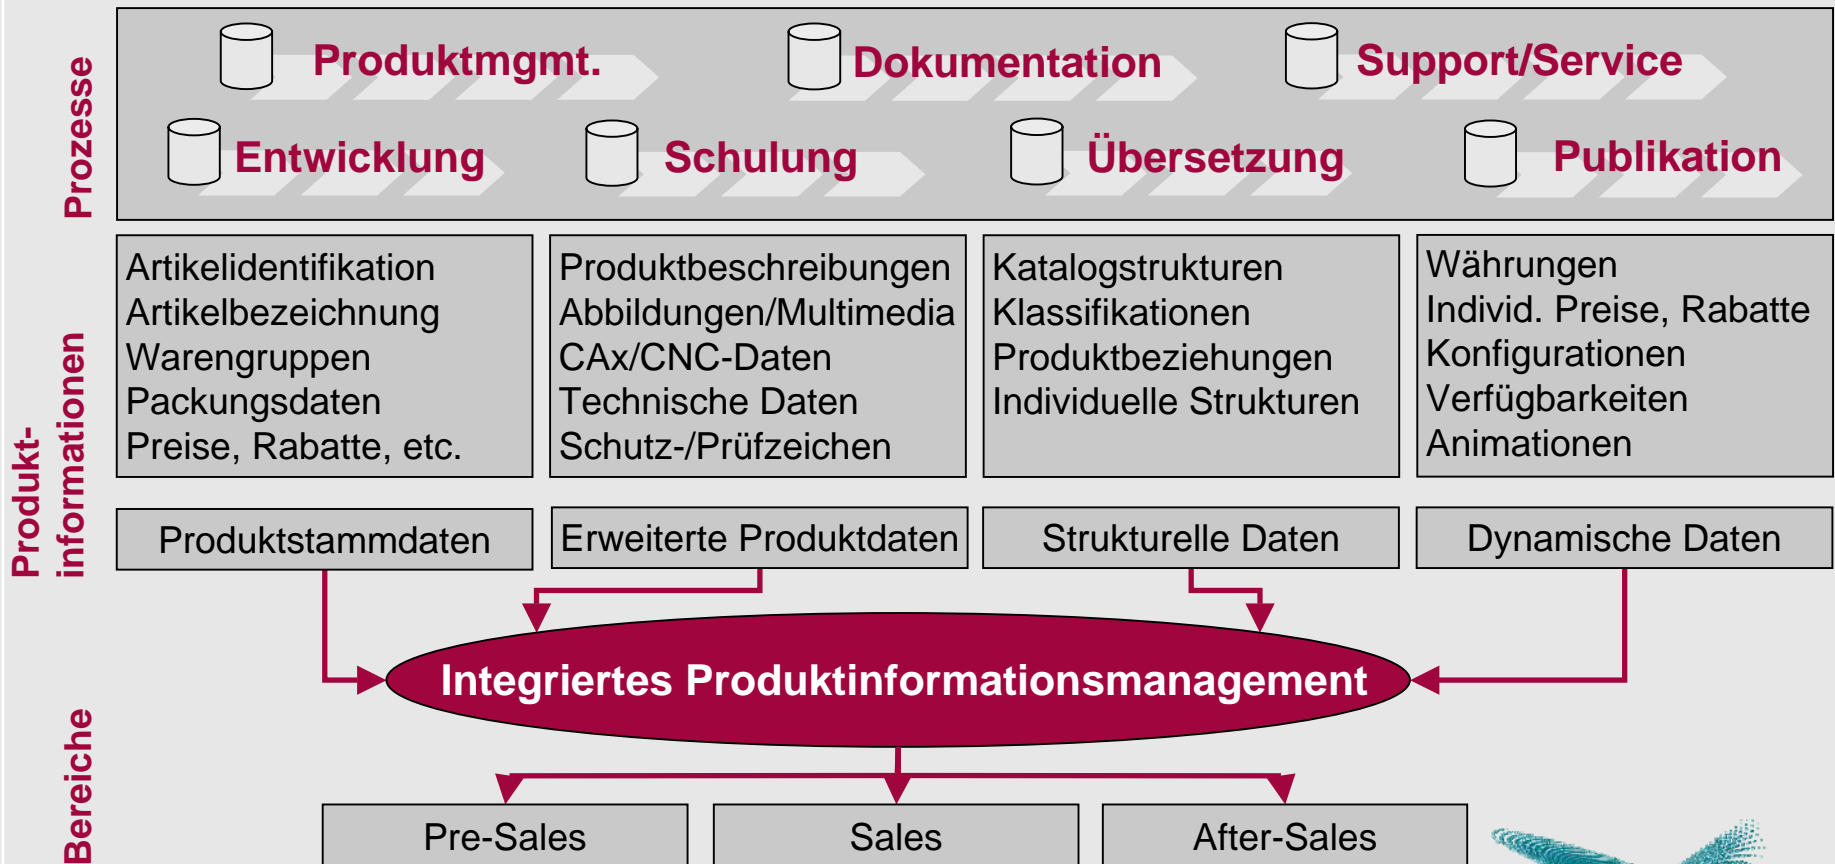 Prozesse
Produktmgmt.
Dokumentation
Support/Service
Entwicklung
Schulung
Übersetzung
Publikation
Produkt-
informationen
Artikelidentifikation
Artikelbezeichnung
Warengruppen
Packungsdaten
Preise, Rabatte, etc.
Produktbeschreibungen
Abbildungen/Multimedia
CAx/CNC-Daten
Technische Daten
Schutz-/Prüfzeichen
Katalogstrukturen
Klassifikationen
Produktbeziehungen
Individuelle Strukturen
Währungen
Individ. Preise, Rabatte
Konfigurationen
Verfügbarkeiten
Animationen
Produktstammdaten
Erweiterte Produktdaten
Strukturelle Daten
Dynamische Daten
Integriertes Produktinformationsmanagement
Bereiche
Pre-Sales
Sales
After-Sales